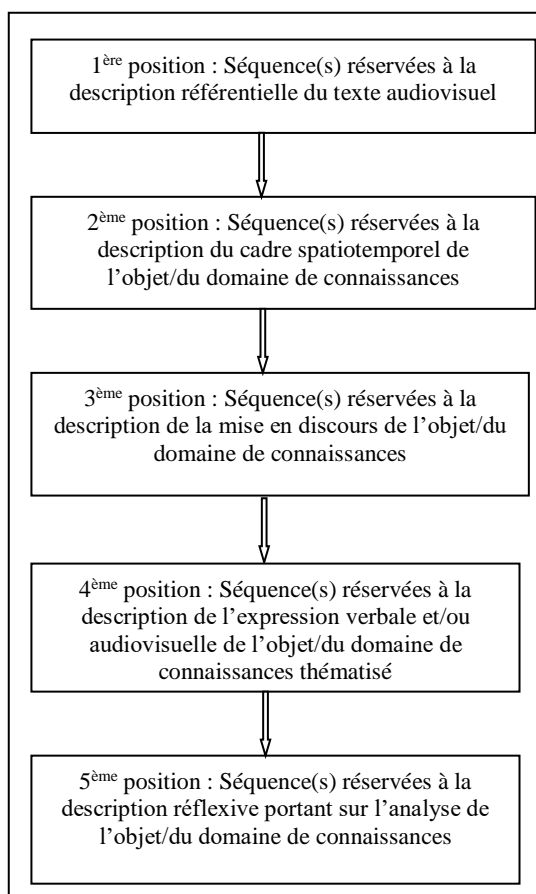 1ère position : Séquence(s) réservées à la
description référentielle du texte audiovisuel
2ème position : Séquence(s) réservées à la
description du cadre spatiotemporel de
l’objet/du domaine de connaissances
3ème position : Séquence(s) réservées à la
description de la mise en discours de l’objet/du
domaine de connaissances
4ème position : Séquence(s) réservées à la
description de l’expression verbale et/ou
audiovisuelle de l’objet/du domaine de
connaissances thématisé
5ème position : Séquence(s) réservées à la
description réflexive portant sur l’analyse de
l’objet/du domaine de connaissances